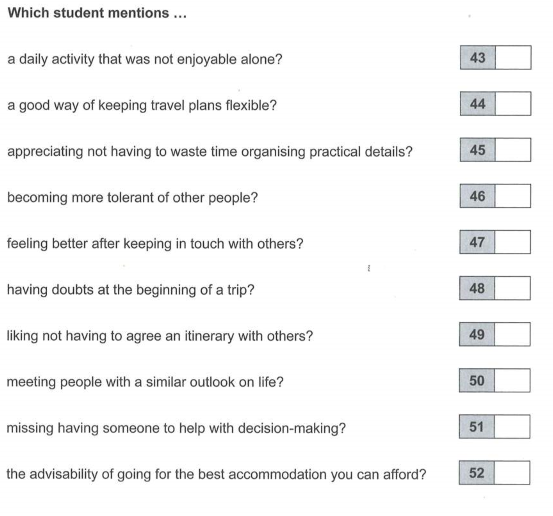 Which student mentions ...
a daily activity that was not enjoyable alone? 43
a good way of keeping travel plans flexible? 44
appreciating not having to waste time organising practical details? 45
becoming more tolerant of other people? 46
feeling better after keeping in touch with others? 47
having doubts at the beginning of a trip? 48
liking not having to agree an itinerary with others? 49
meeting people with a similar outlook on life? 50
missing having someone to help with decision-making? 51
the advisability of going for the best accommodation you can afford? 52